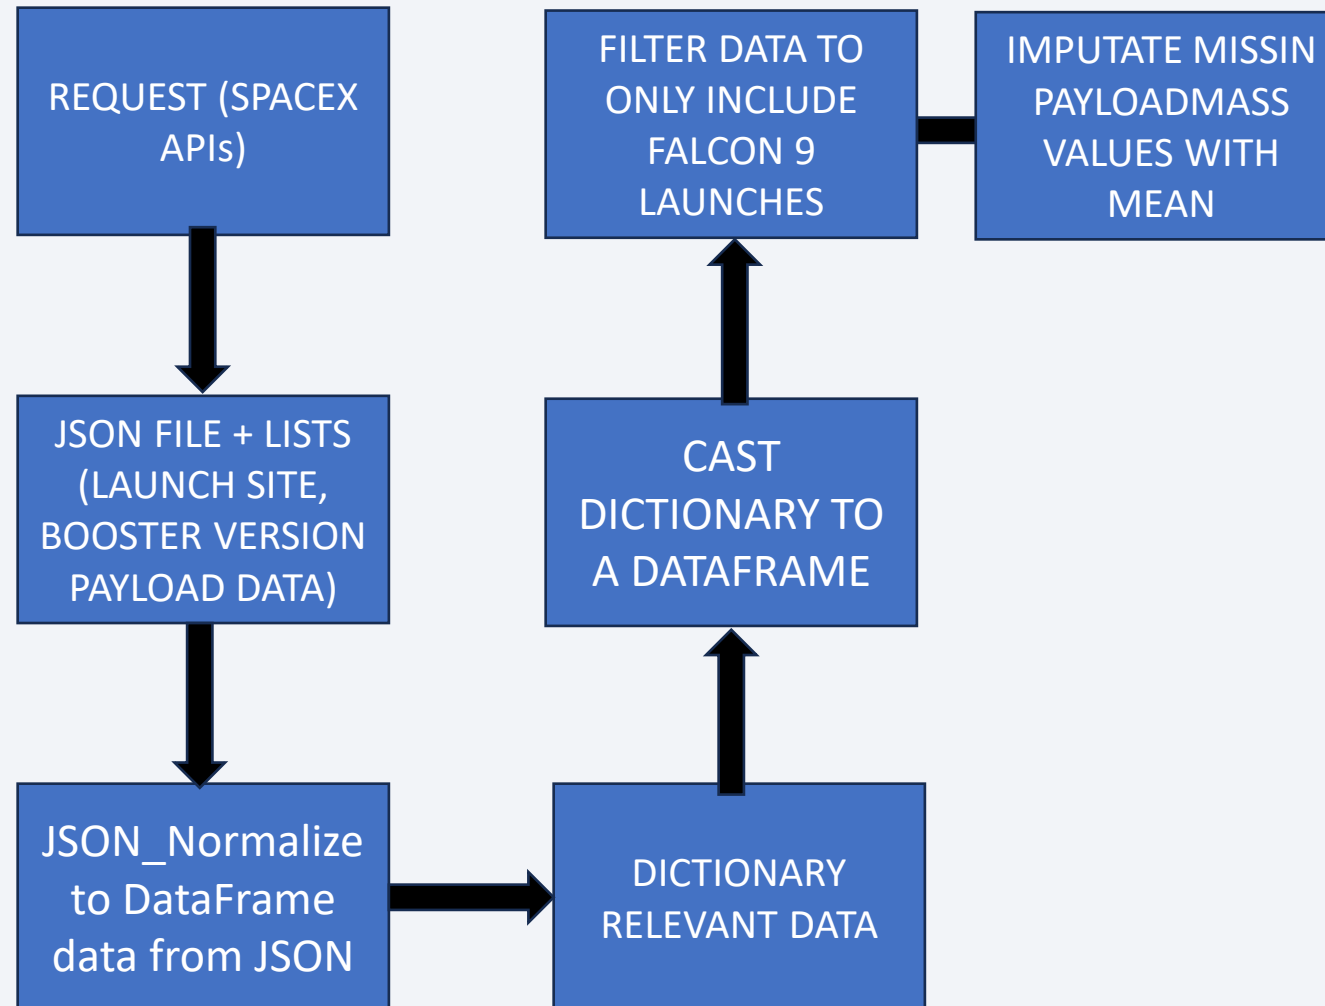 REQUEST (SPACEX
APIs)
JSON FILE + LISTS
(LAUNCH SITE,
BOOSTER VERSION
PAYLOAD DATA)
JSON_Normalize
to DataFrame
data from JSON
DICTIONARY
RELEVANT DATA
CAST
DICTIONARY TO
A DATAFRAME
FILTER DATA TO
ONLY INCLUDE
FALCON 9
LAUNCHES
IMPUTATE MISSIN
PAYLOADMASS
VALUES WITH
MEAN